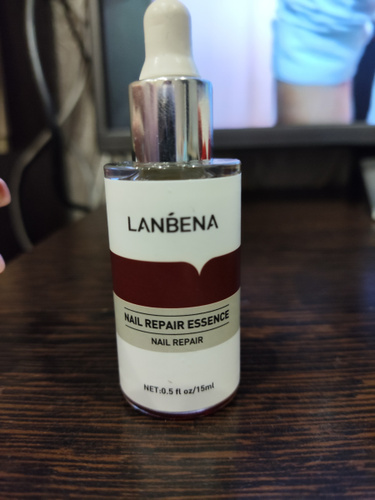 LANBENA
NAIL REPAIR ESSENCE
NAIL REPAIR
NET:0.5 fl oz/15ml